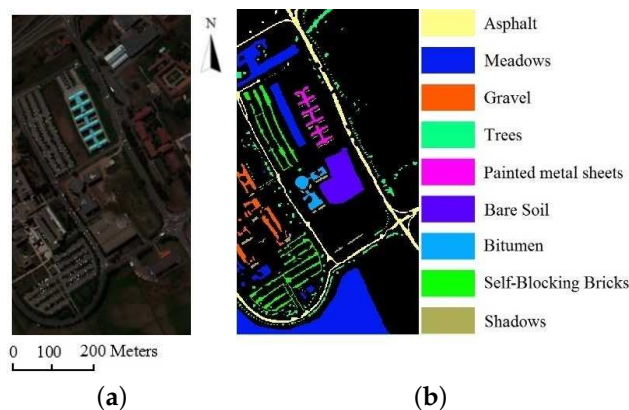 N
Asphalt
Meadows
Gravel
Trees
Painted metal sheets
Bare Soil
Bitumen
Self-Blocking Bricks
Shadows
0 100 200 Meters
(a) (b)